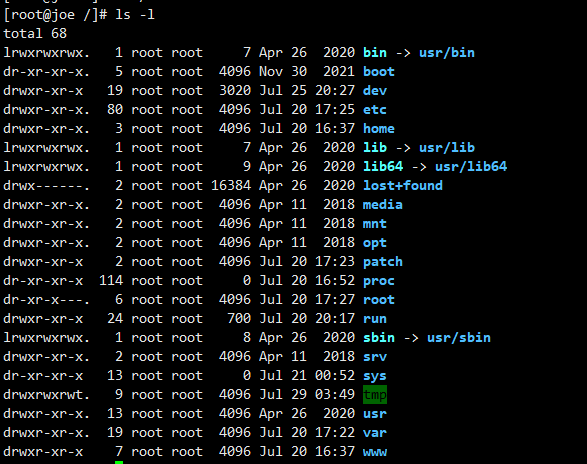 [root@joe /]# ls -l
total 68
lrwxrwxrwx.   1 root root     7 Apr 26  2020 bin -> usr/bin
dr-xr-xr-x.   5 root root  4096 Nov 30  2021 boot
drwxr-xr-x   19 root root  3020 Jul 25 20:27 dev
drwxr-xr-x.  80 root root  4096 Jul 20 17:25 etc
drwxr-xr-x.   3 root root  4096 Jul 20 16:37 home
lrwxrwxrwx.   1 root root     7 Apr 26  2020 lib -> usr/lib
lrwxrwxrwx.   1 root root     9 Apr 26  2020 lib64 -> usr/lib64
drwx------.   2 root root 16384 Apr 26  2020 lost+found
drwxr-xr-x.   2 root root  4096 Apr 11  2018 media
drwxr-xr-x.   2 root root  4096 Apr 11  2018 mnt
drwxr-xr-x.   2 root root  4096 Apr 11  2018 opt
drwxr-xr-x    2 root root  4096 Jul 20 17:23 patch
dr-xr-xr-x  114 root root     0 Jul 20 16:52 proc
dr-xr-x---.   6 root root  4096 Jul 20 17:27 root
drwxr-xr-x   24 root root   700 Jul 20 20:17 run
lrwxrwxrwx.   1 root root     8 Apr 26  2020 sbin -> usr/sbin
drwxr-xr-x.   2 root root  4096 Apr 11  2018 srv
dr-xr-xr-x   13 root root     0 Jul 21 00:52 sys
drwxrwxrwt.   9 root root  4096 Jul 29 03:49 tmp
drwxr-xr-x.  13 root root  4096 Apr 26  2020 usr
drwxr-xr-x.  19 root root  4096 Jul 20 17:22 var
drwxr-xr-x    7 root root  4096 Jul 20 16:37 www